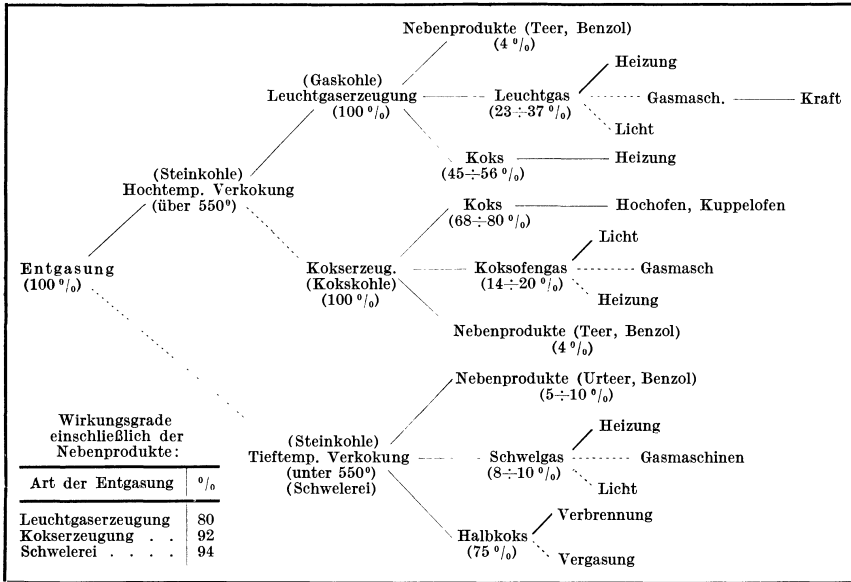 Nebenprodukte (Teer, Benzol)
(4 %)
Heizung
(Gaskohle)
Leuchtgaserzeugung
(100 %)
Leuchtgas
(23÷37 %)
Gasmasch.
Kraft
Licht
Koks
(45÷56 %)
Heizung
(Steinkohle)
Hochtemp. Verkokung
(über 550⁰)
Koks
(68÷80 %)
Hochofen, Kuppelofen
Licht
Entgasung
(100 %)
Kokserzeug.
(Kokskohle)
(100 %)
Koksofengas
(14÷20 %)
Gasmasch
Heizung
Nebenprodukte (Teer, Benzol)
(4 %)
Nebenprodukte (Urteer, Benzol)
(5÷10 %)
Heizung
(Steinkohle)
Tieftemp. Verkokung
(unter 550⁰)
(Schwelerei)
Schwelgas
(8÷10 %)
Gasmaschinen
Licht
Halbkoks
(75 %)
Verbrennung
Vergasung
Wirkungsgrade
einschließlich der
Nebenprodukte:
Art der Entgasung %
Leuchtgaserzeugung 80
Kokserzeugung . . 92
Schwelerei . . . . 94